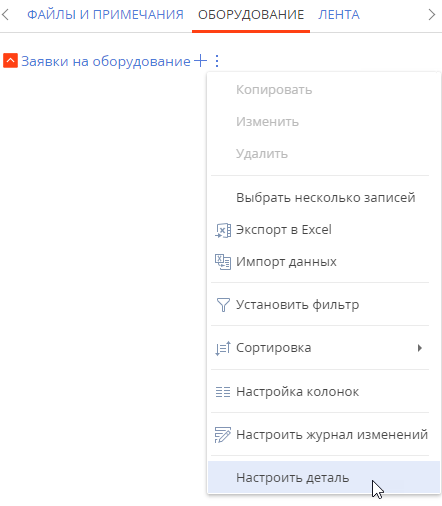 ФАЙЛЫ И ПРИМЕЧАНИЯ ОБОРУДОВАНИЕ ЛЕНТА
Заявки на оборудование
Копировать
Изменить
Удалить
Выбрать несколько записей
Экспорт в Excel
Импорт данных
Установить фильтр
Сортировка
Настройка колонок
Настроить журнал изменений
Настроить деталь